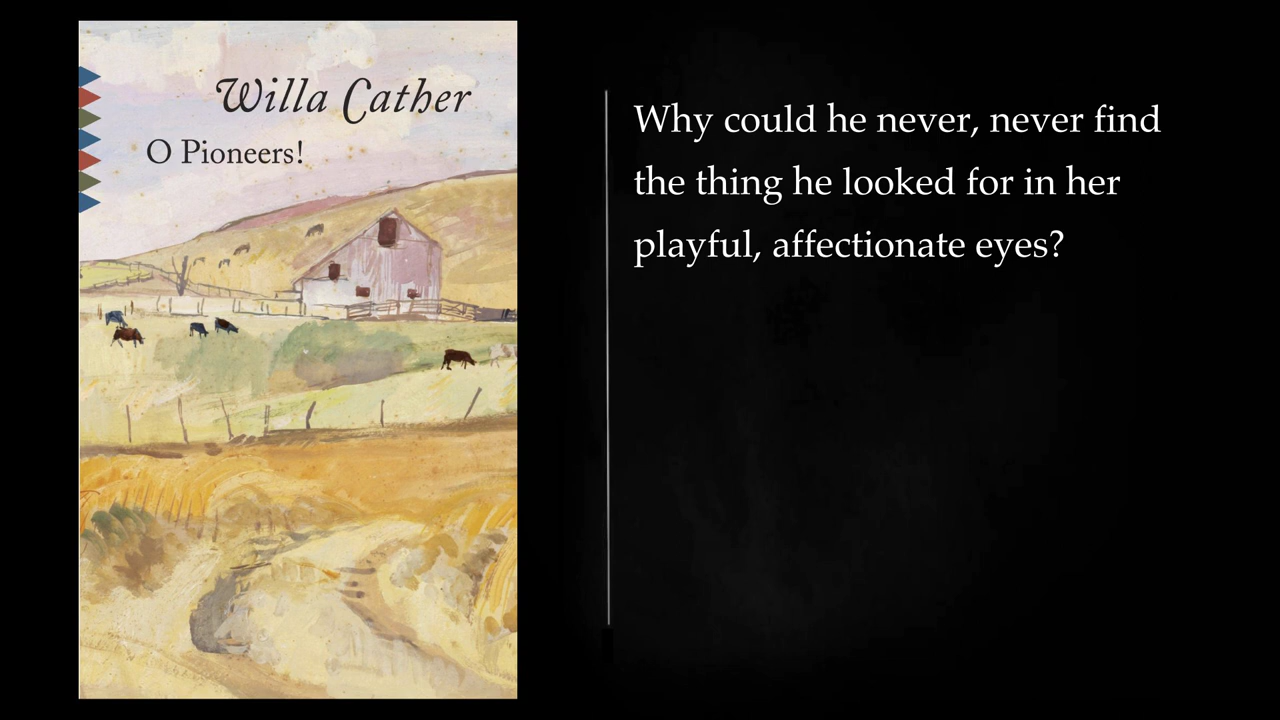 Willa Cather
O Pioneers!
Why could he never, never find
the thing he looked for in her
playful, affectionate eyes?